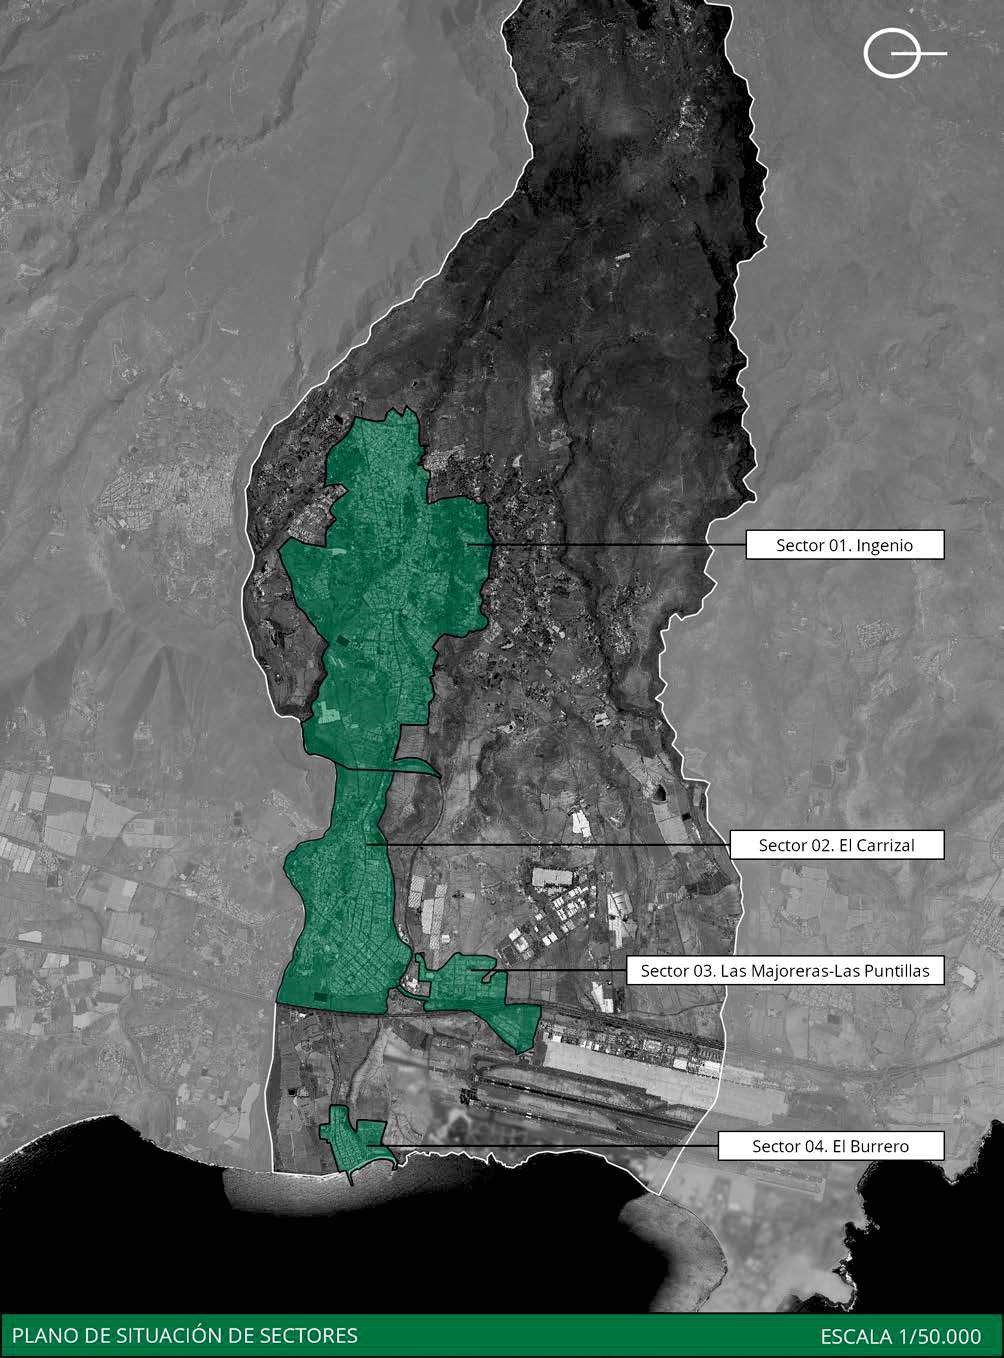 Sector 01. Ingenio
Sector 02. El Carrizal
Sector 03. Las Majoreras-Las Puntillas
Sector 04. El Burrero
PLANO DE SITUACIÓN DE SECTORES
ESCALA 1/50.000